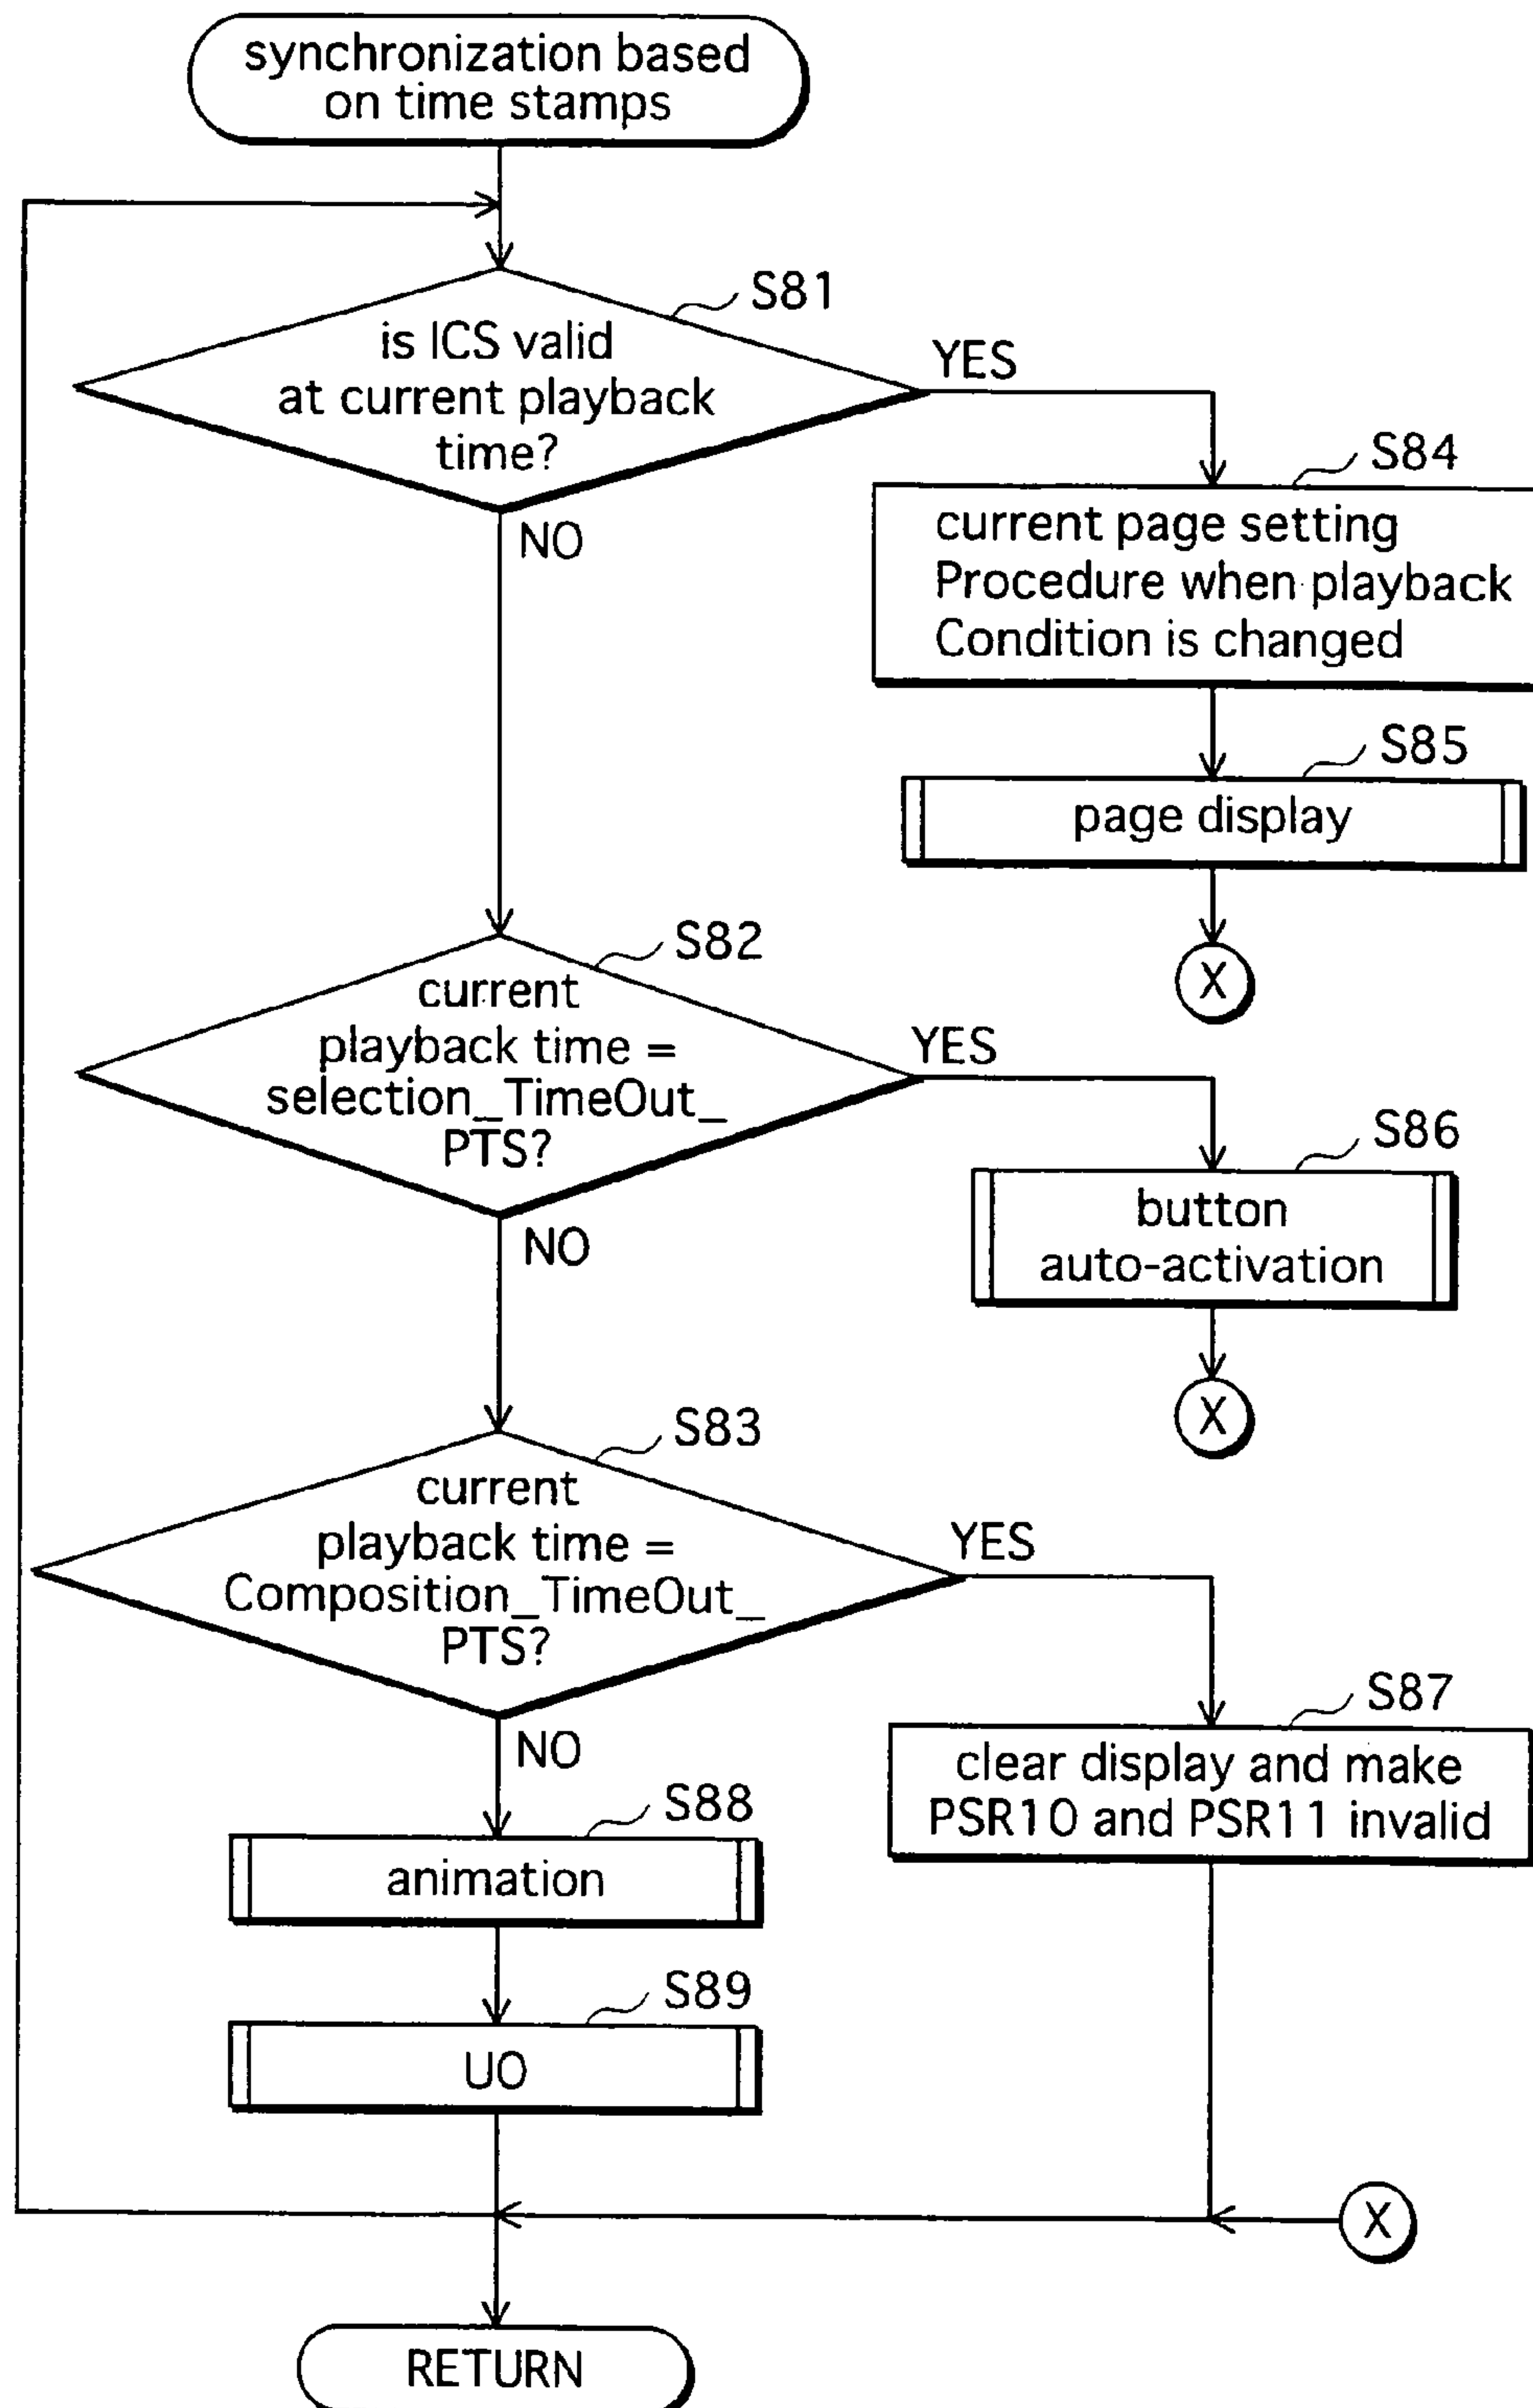 synchronization based
on time stamps
S81
is ICS valid
at current playback
time?
YES
NO
S84
current page setting
Procedure when playback
Condition is changed
S85
page display
X
S82
current
playback time =
selection_TimeOut_
PTS?
YES
NO
S86
button
auto-activation
X
S83
current
playback time =
Composition_TimeOut_
PTS?
YES
NO
S87
clear display and make
PSR10 and PSR11 invalid
S88
animation
S89
UO
X
RETURN